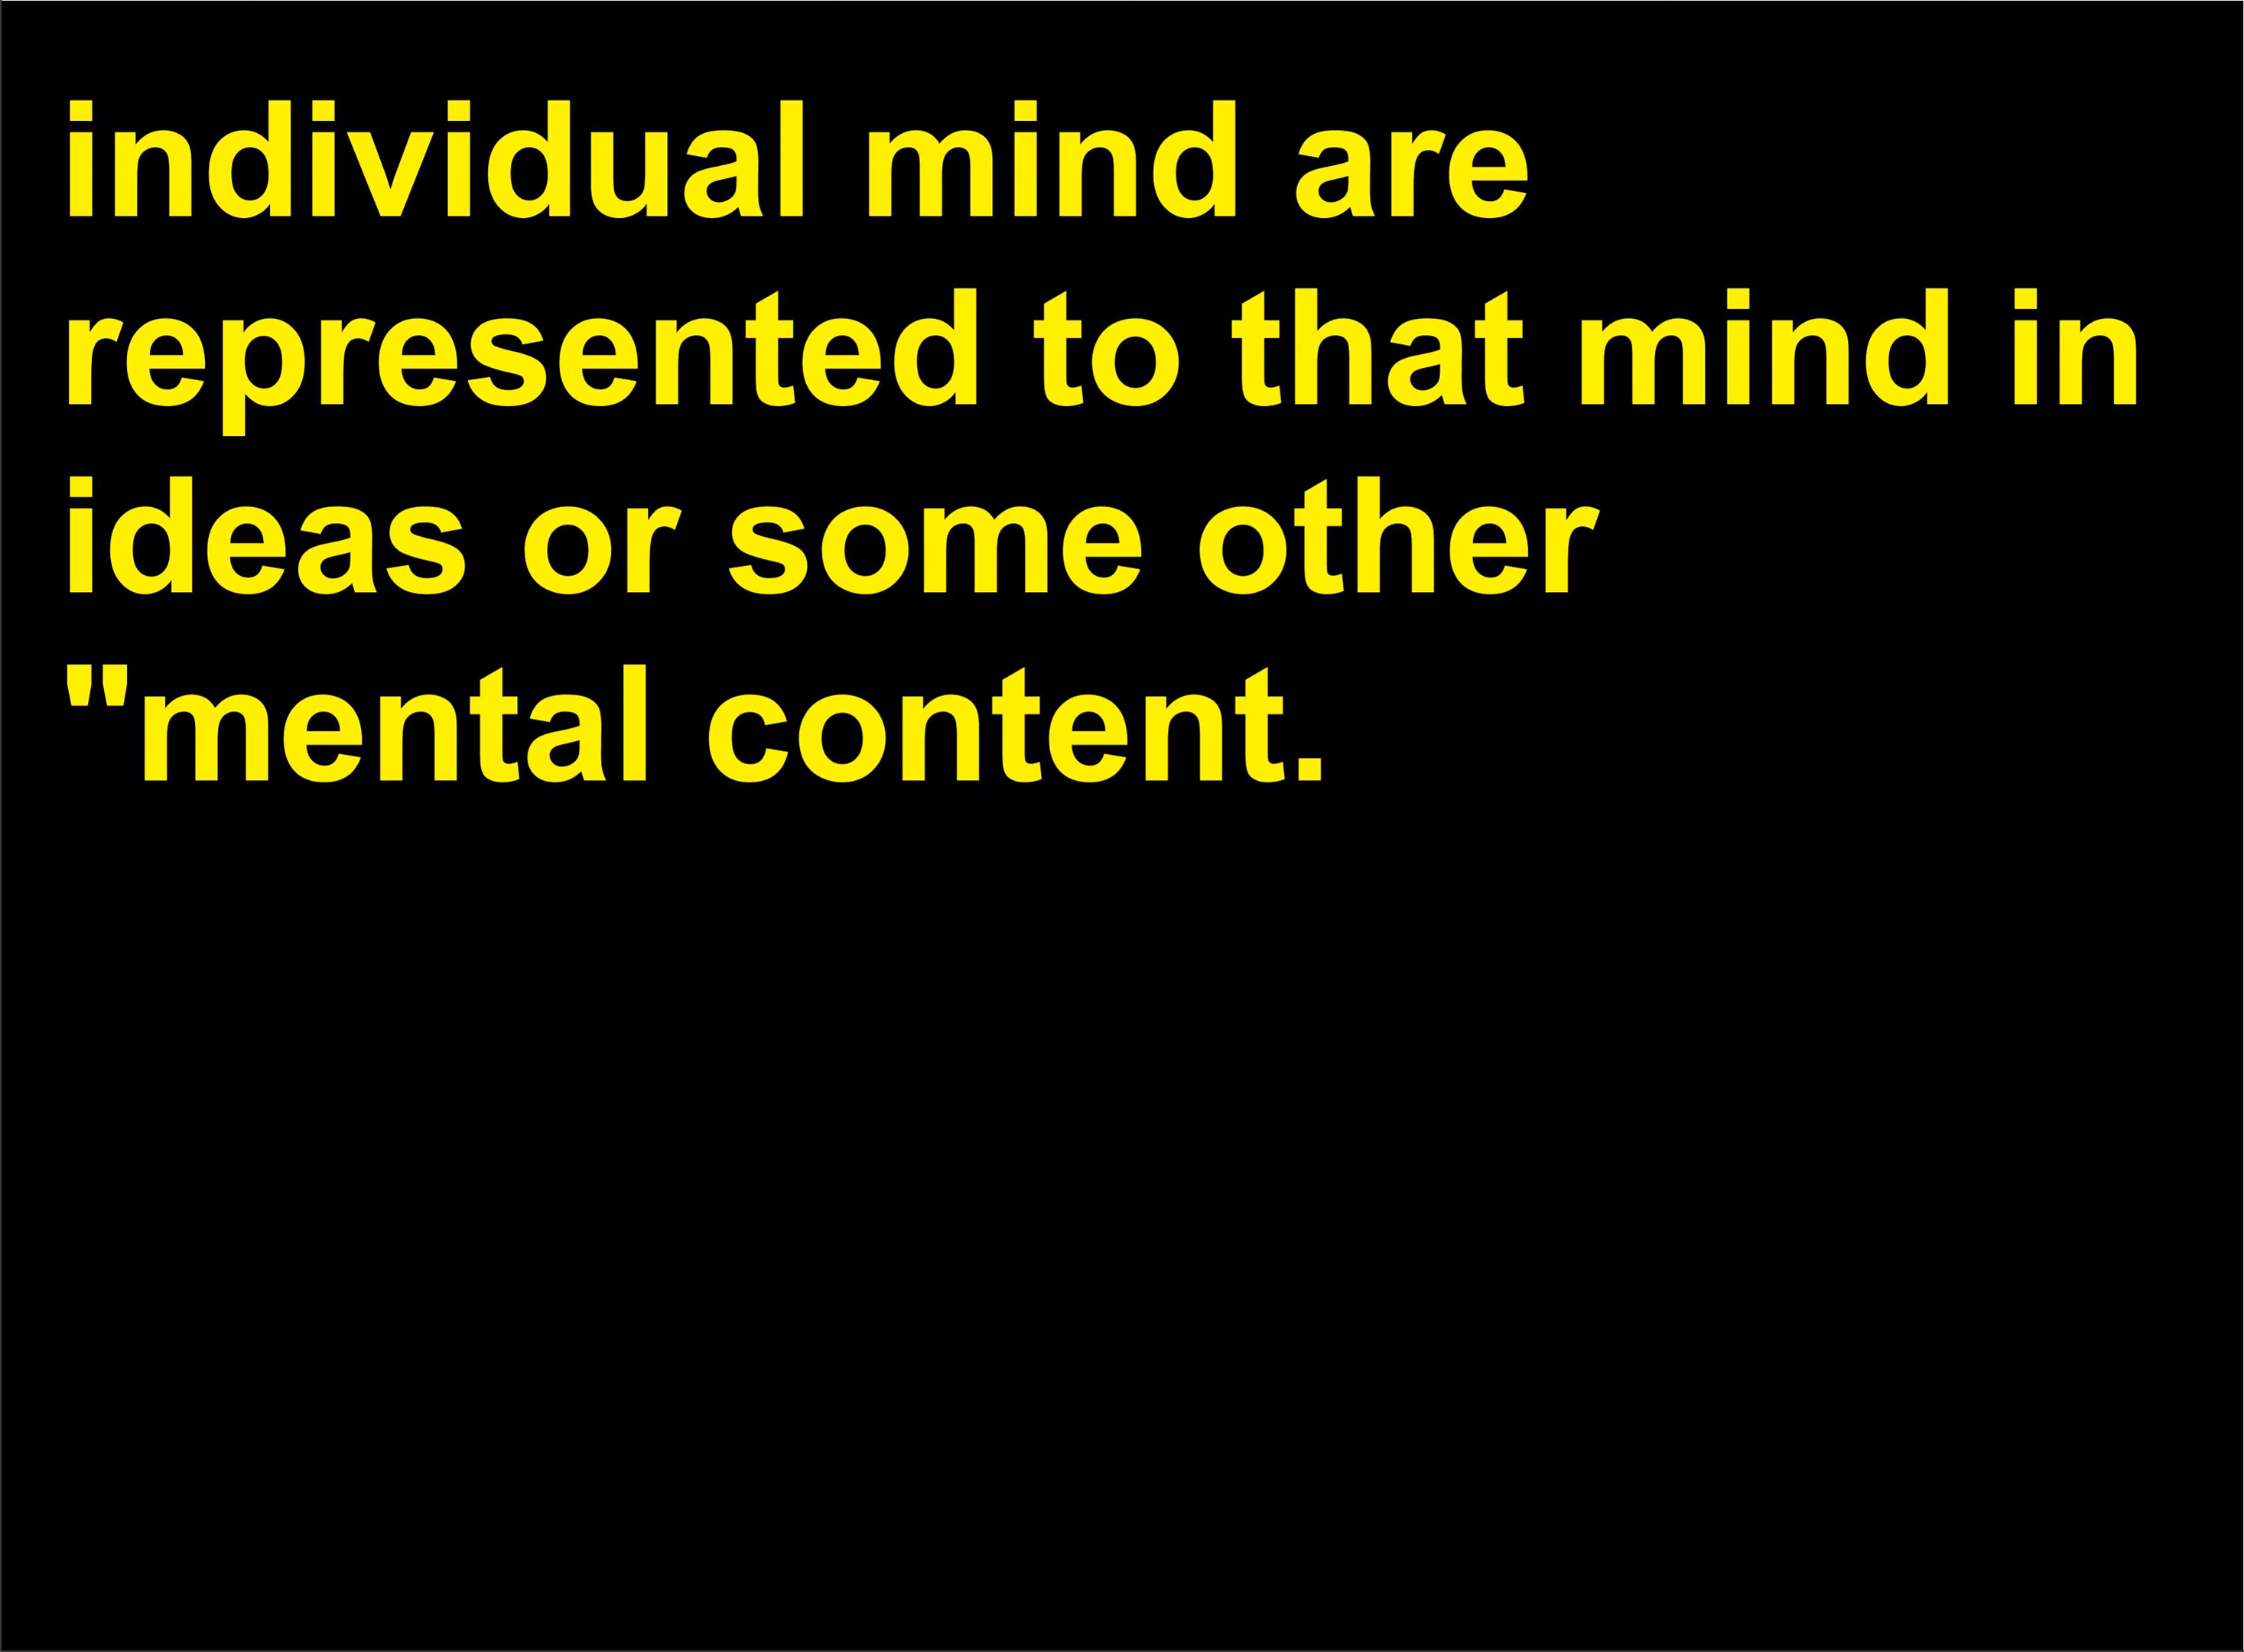 individual mind are
represented to that mind in
ideas or some other
"mental content.